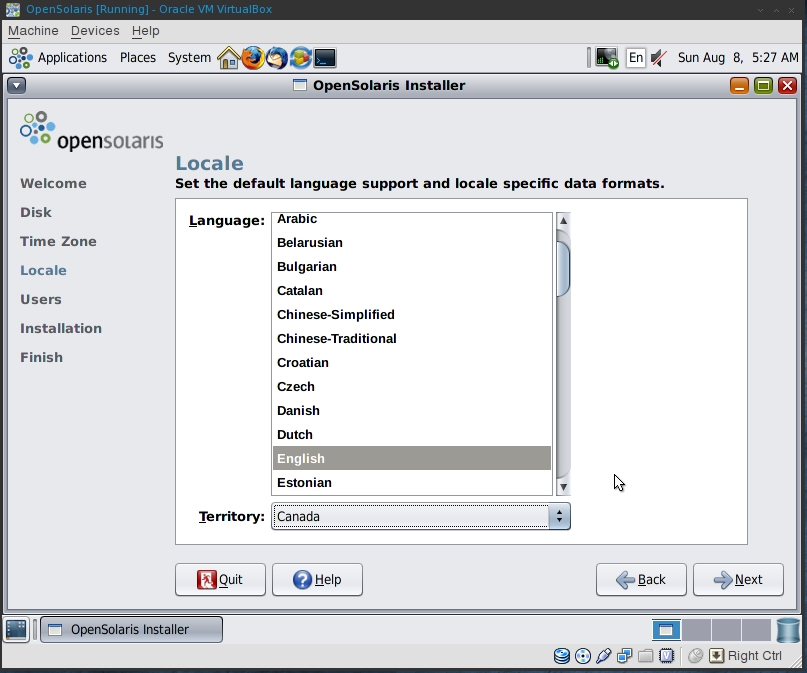 OpenSolaris [Running] - Oracle VM VirtualBox
Machine Devices Help
Applications Places System En Sun Aug 8, 5:27 AM
OpenSolaris Installer
opensolaris
Locale
Set the default language support and locale specific data formats.
Welcome
Disk
Time Zone
Locale
Users
Installation
Finish
Language:
Arabic
Belarusian
Bulgarian
Catalan
Chinese-Simplified
Chinese-Traditional
Croatian
Czech
Danish
Dutch
English
Estonian
Territory: Canada
Quit Help Back Next
OpenSolaris Installer
Right Ctrl